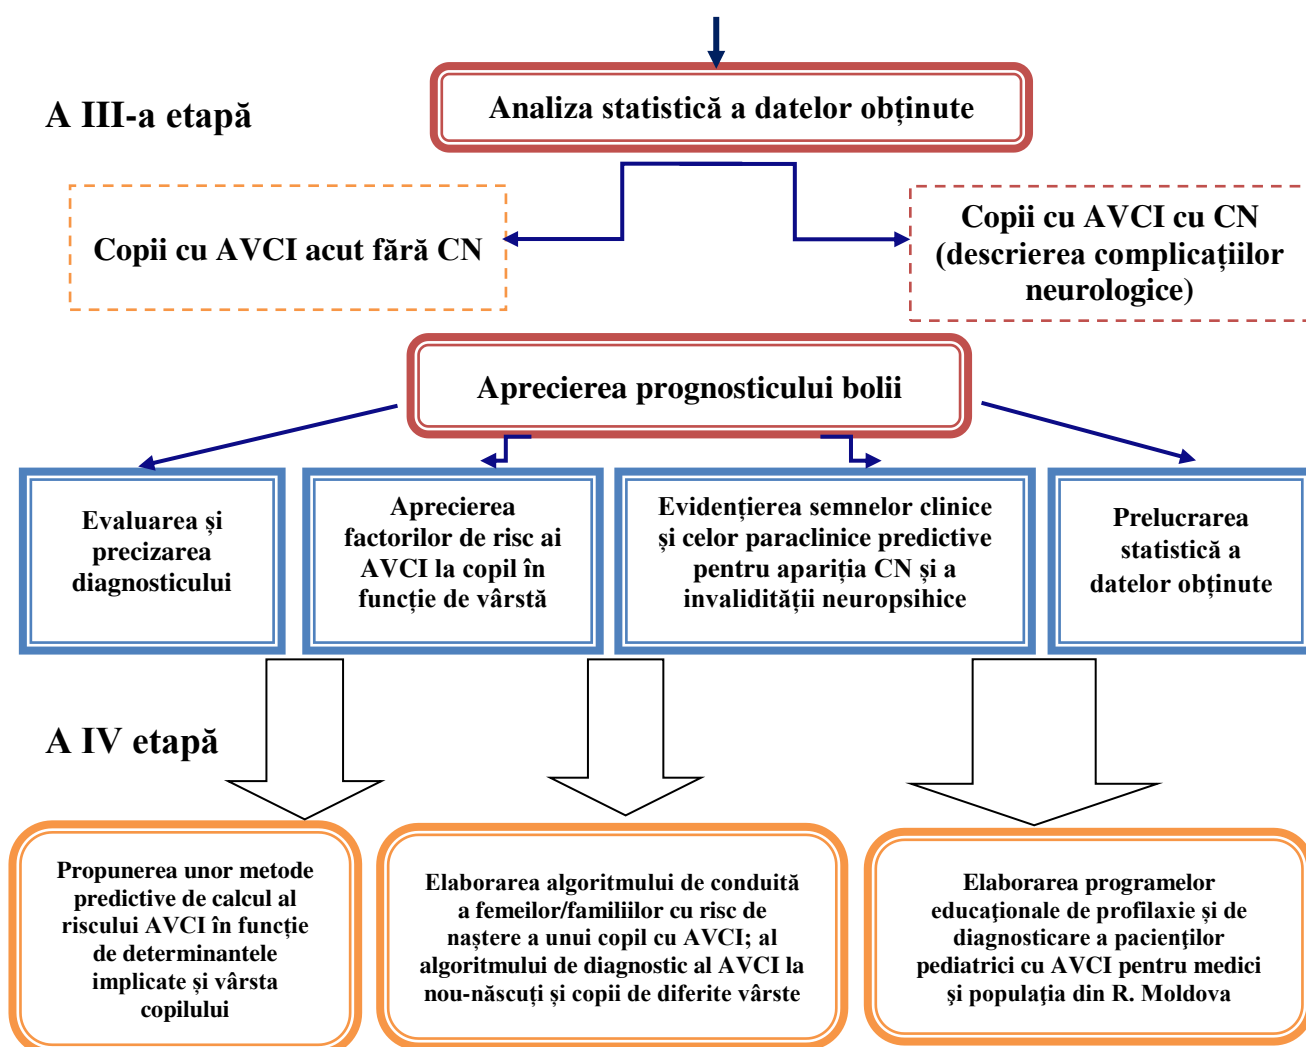 A III-a etapă
Analiza statistică a datelor obținute
Copii cu AVCI acut fără CN
Copii cu AVCI cu CN
(descrierea complicațiilor
neurologice)
Aprecierea prognosticului bolii
Evaluarea și
precizarea
diagnosticului
Aprecierea
factorilor de risc ai
AVCI la copil în
funcție de vârstă
Evidențierea semnelor clinice
și celor paraclinice predictive
pentru apariția CN și a
invalidității neuropsihice
Prelucrarea
statistică a
datelor obținute
A IV etapă
Propunerea unor metode
predictive de calcul al
riscului AVCI în funcție
de determinantele
implicate și vârsta
copilului
Elaborarea algoritmului de conduită
a femeilor/familiilor cu risc de
naștere a unui copil cu AVCI; al
algoritmului de diagnostic al AVCI la
nou-născuți și copii de diferite vârste
Elaborarea programelor
educaţionale de profilaxie și de
diagnosticare a pacienţilor
pediatrici cu AVCI pentru medici
şi populaţia din R. Moldova